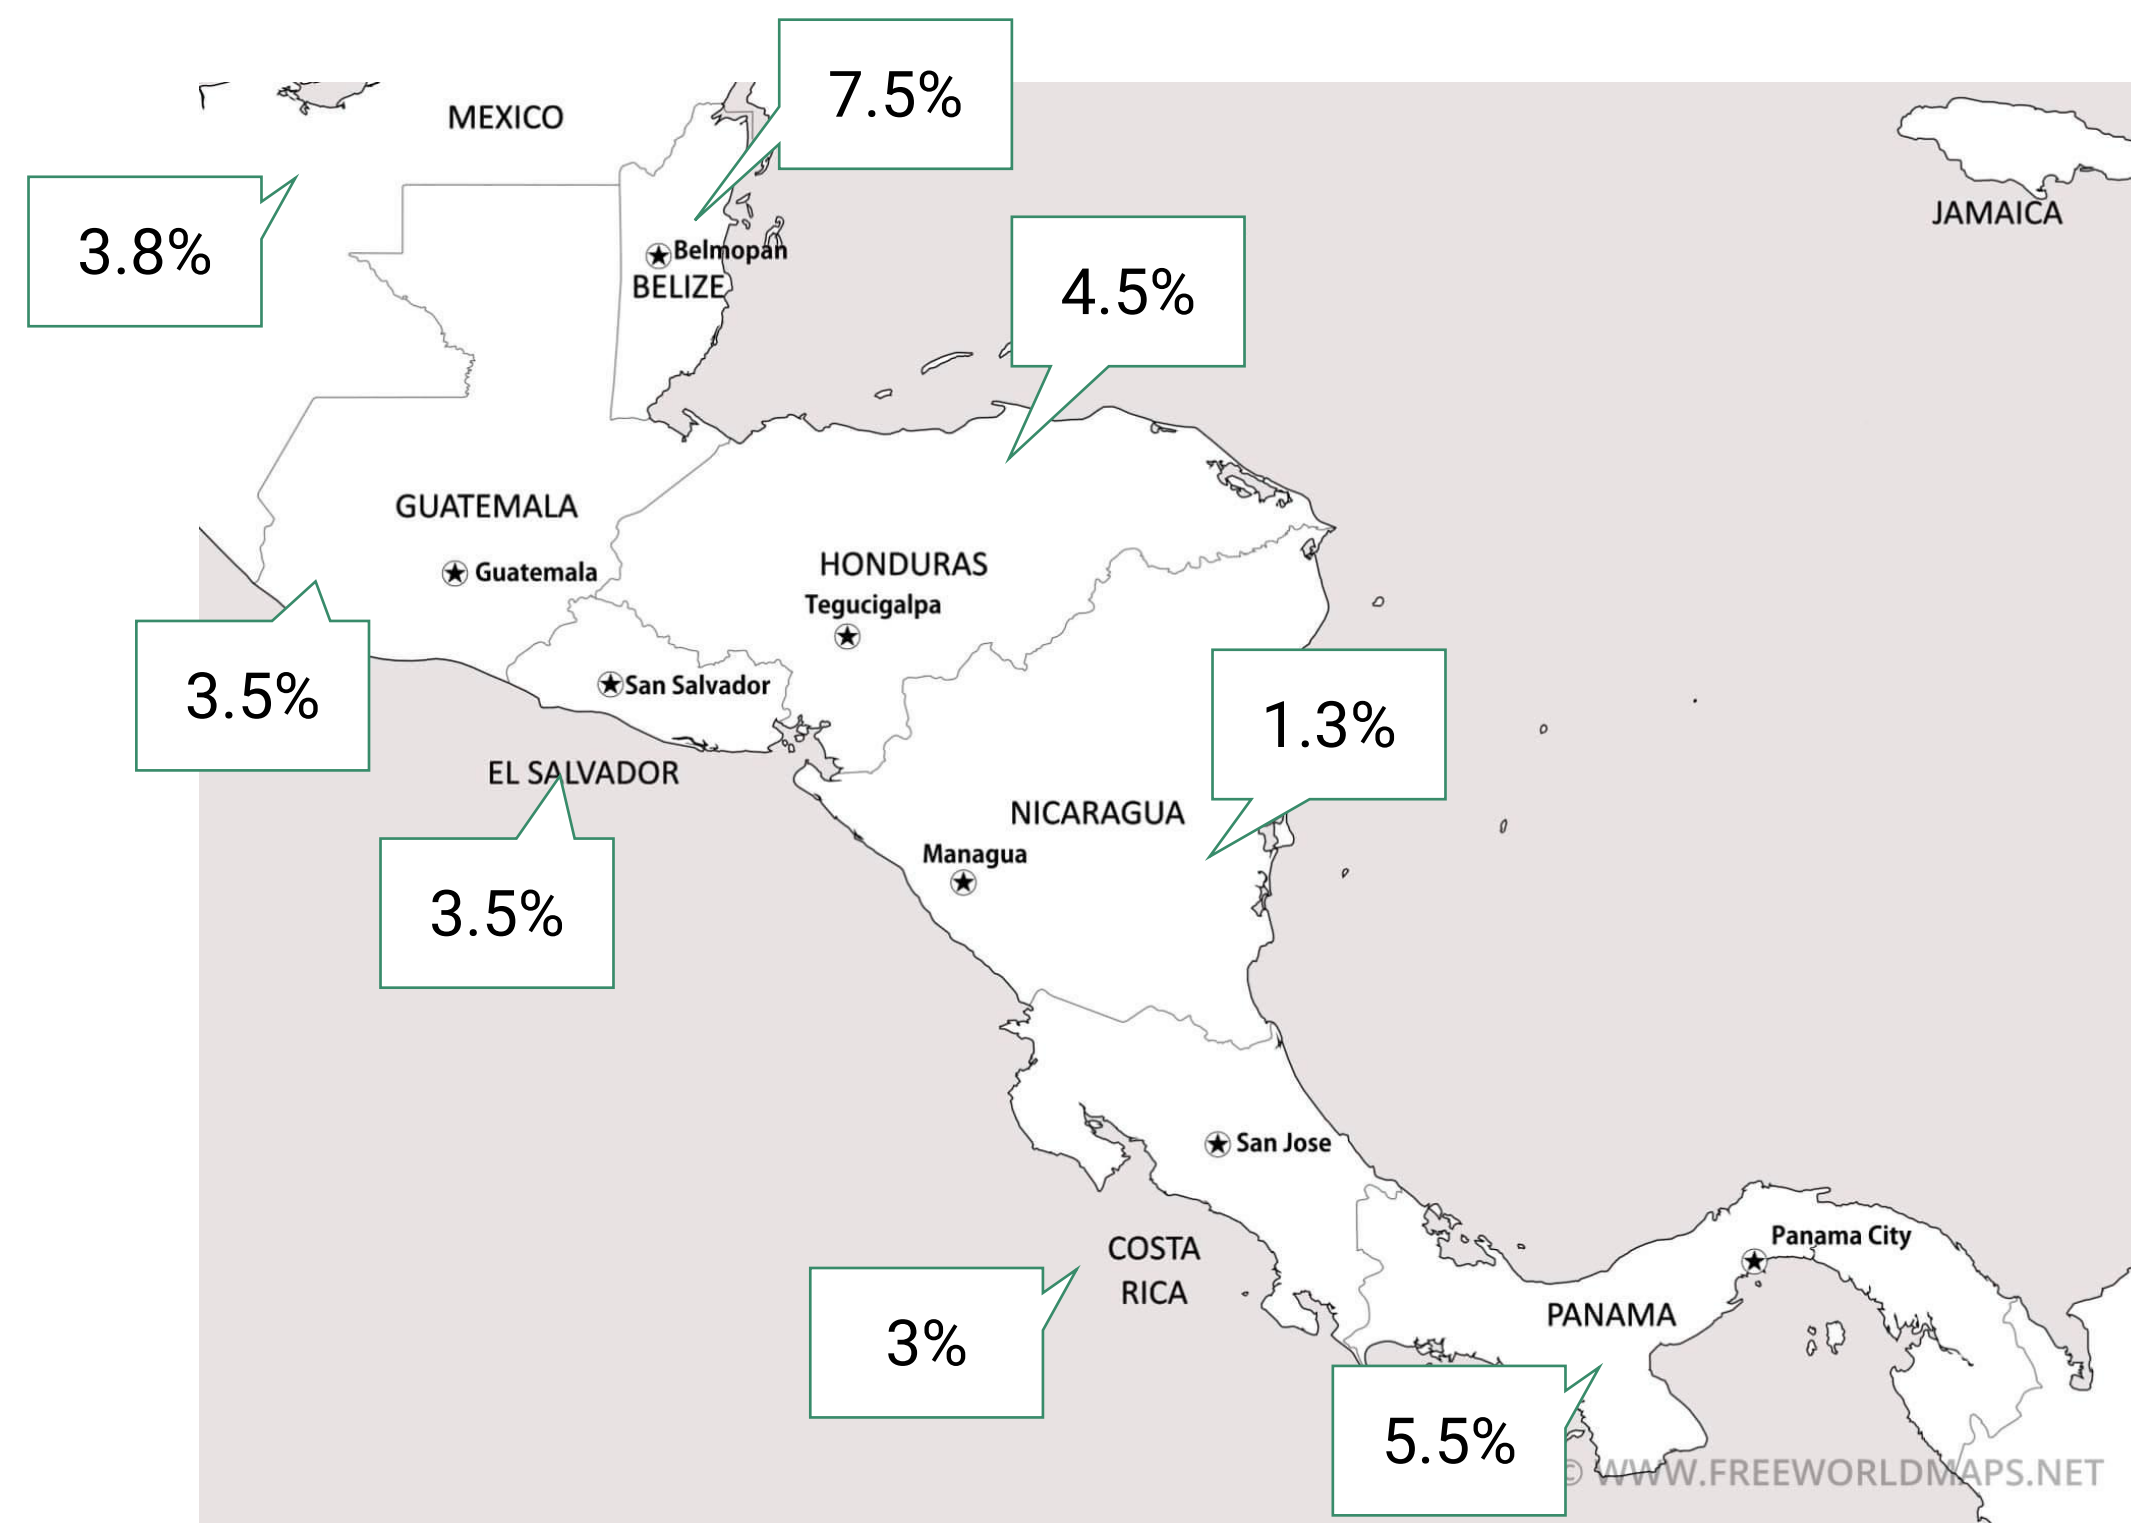 7.5%
MEXICO
3.8%
JAMAICA
Belmopan
BELIZE
4.5%
GUATEMALA
Guatemala
HONDURAS
Tegucigalpa
3.5%
San Salvador
1.3%
EL SALVADOR
NICARAGUA
Managua
3.5%
San Jose
COSTA
RICA
Panama City
3%
PANAMA
5.5%
© WWW.FREEWORLDMAPS.NET